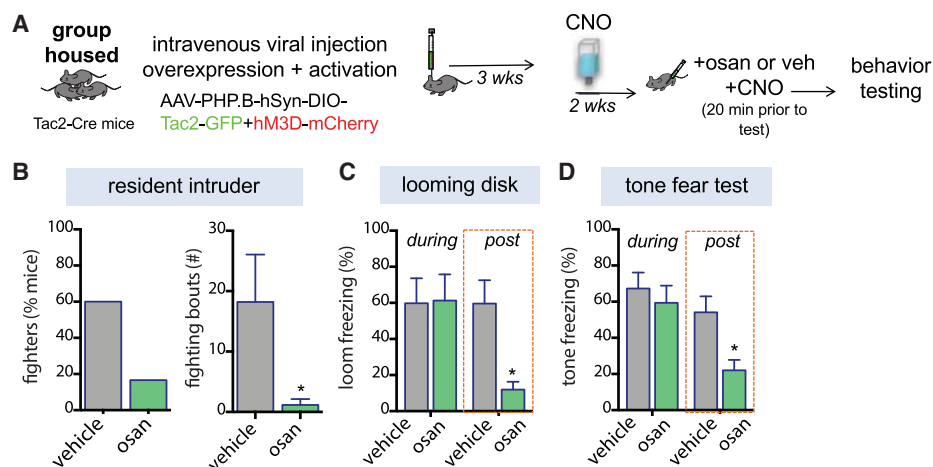 A
group
housed
Tac2-Cre mice
intravenous viral injection
overexpression + activation
AAV-PHP.B-hSyn-DIO-
Tac2-GFP+hM3D-mCherry
3 wks
CNO
2 wks
+osan or veh
+CNO
(20 min prior to
test)
behavior
testing
B
resident intruder
fighters (% mice)
100
80
60
40
20
0
vehicle
osan
fighting bouts (#)
30
20
10
0
*
vehicle
osan
C
looming disk
loom freezing (%)
100
80
60
40
20
0
during
post
*
vehicle
osan
vehicle
osan
D
tone fear test
tone freezing (%)
100
80
60
40
20
0
during
post
*
vehicle
osan
vehicle
osan